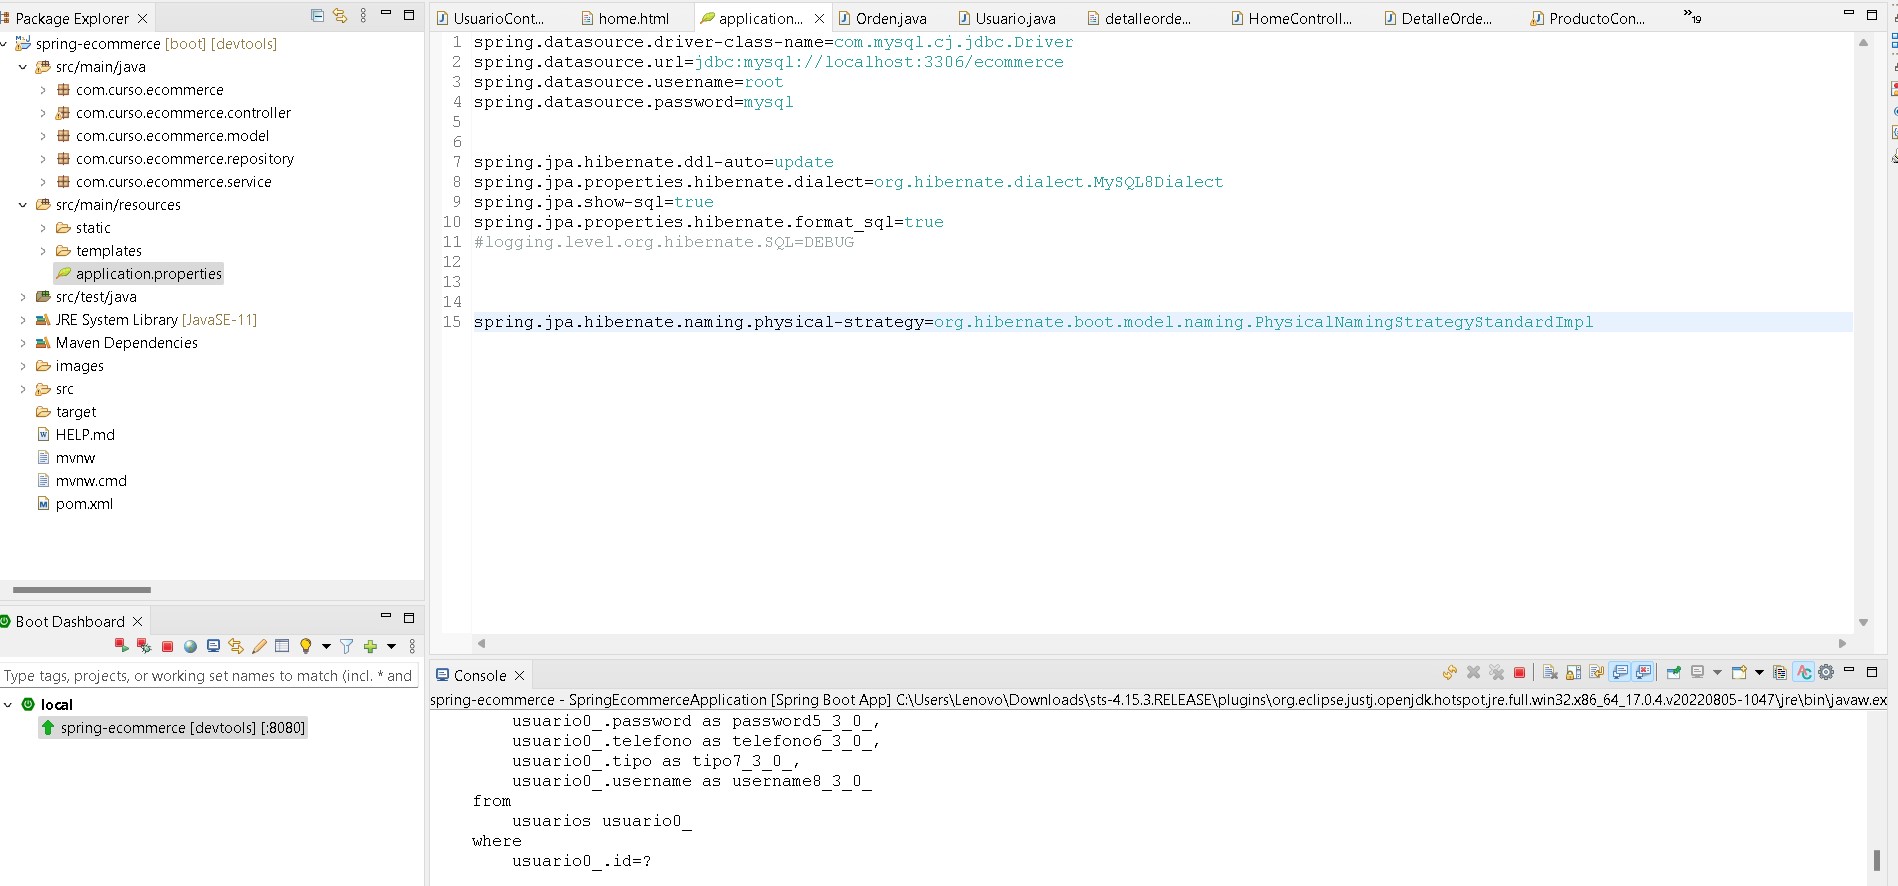 Package Explorer
spring-ecommerce [boot] [devtools]
src/main/java
com.curso.ecommerce
com.curso.ecommerce.controller
com.curso.ecommerce.model
com.curso.ecommerce.repository
com.curso.ecommerce.service
src/main/resources
static
templates
application.properties
src/test/java
JRE System Library [JavaSE-11]
Maven Dependencies
images
src
target
HELP.md
mvnw
mvnw.cmd
pom.xml
Boot Dashboard
Type tags, projects, or working set names to match (incl. * and
local
spring-ecommerce [devtools] [:8080]
UsuarioCont... home.html application... Orden.java Usuario.java detalleorde... HomeControll... DetalleOrde... ProductoCon... »19
1 spring.datasource.driver-class-name=com.mysql.cj.jdbc.Driver
2 spring.datasource.url=jdbc:mysql://localhost:3306/ecommerce
3 spring.datasource.username=root
4 spring.datasource.password=mysql
5
6
7 spring.jpa.hibernate.ddl-auto=update
8 spring.jpa.properties.hibernate.dialect=org.hibernate.dialect.MySQL8Dialect
9 spring.jpa.show-sql=true
10 spring.jpa.properties.hibernate.format_sql=true
11 #logging.level.org.hibernate.SQL=DEBUG
12
13
14
15 spring.jpa.hibernate.naming.physical-strategy=org.hibernate.boot.model.naming.PhysicalNamingStrategyStandardImpl
Console
spring-ecommerce - SpringEcommerceApplication [Spring Boot App] C:\Users\Lenovo\Downloads\sts-4.15.3.RELEASE\plugins\org.eclipse.justj.openjdk.hotspot.jre.full.win32.x86_64_17.0.4.v20220805-1047\jre\bin\javaw.ex
usuario0_.password as password5_3_0_,
usuario0_.telefono as telefono6_3_0_,
usuario0_.tipo as tipo7_3_0_,
usuario0_.username as username8_3_0_
from
usuarios usuario0_
where
usuario0_.id=?